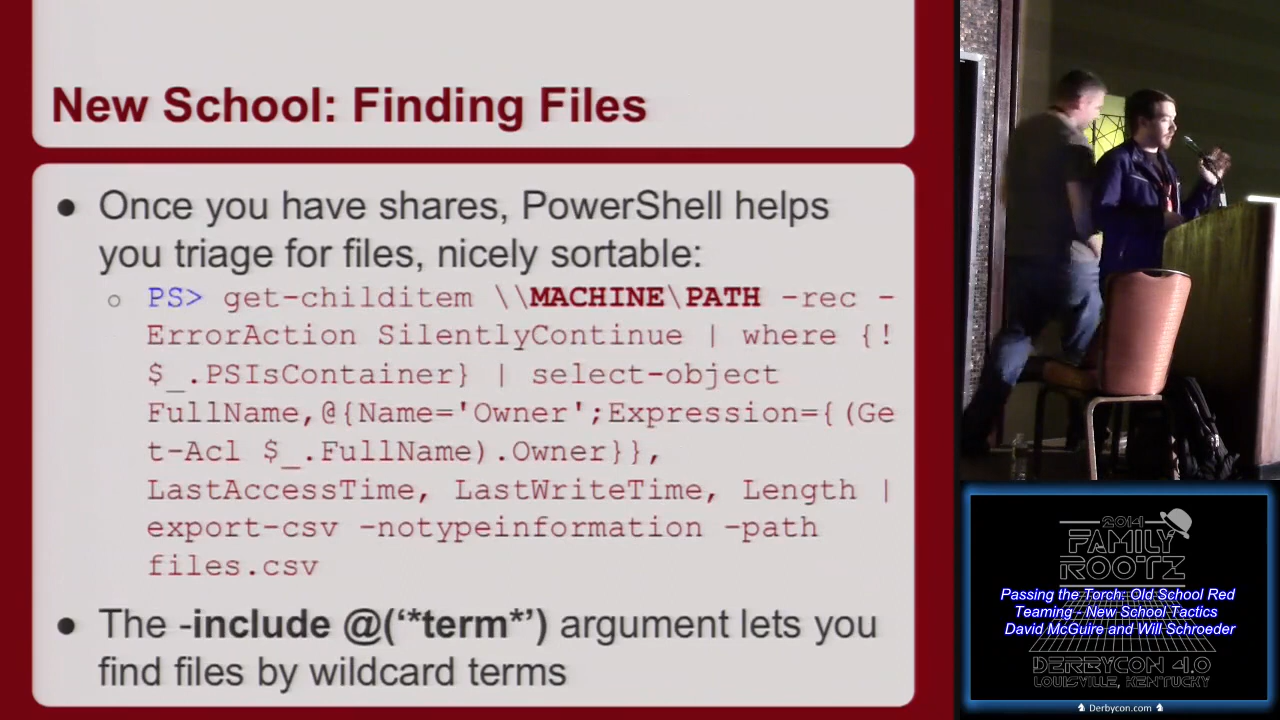 New School: Finding Files
● Once you have shares, PowerShell helps
you triage for files, nicely sortable:
○ PS> get-childitem \\MACHINE\PATH -rec -
ErrorAction SilentlyContinue | where {!
$_.PSIsContainer} | select-object
FullName,@{Name='Owner';Expression={(Ge
t-Acl $_.FullName).Owner}},
LastAccessTime, LastWriteTime, Length |
export-csv -notypeinformation -path
files.csv
● The -include @(‘*term*’) argument lets you
find files by wildcard terms
2014
FAMILY
ROOTZ
Passing the Torch: Old School Red
Teaming - New School Tactics
David McGuire and Will Schroeder
DERBYCON 4.0
LOUISVILLE, KENTUCKY
Derbycon.com